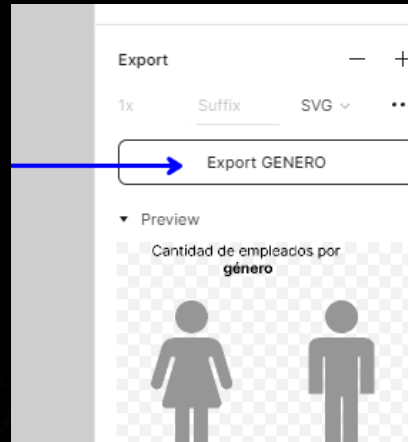 Export
1x Suffix SVG
Export GENERO
Preview
Cantidad de empleados por
género